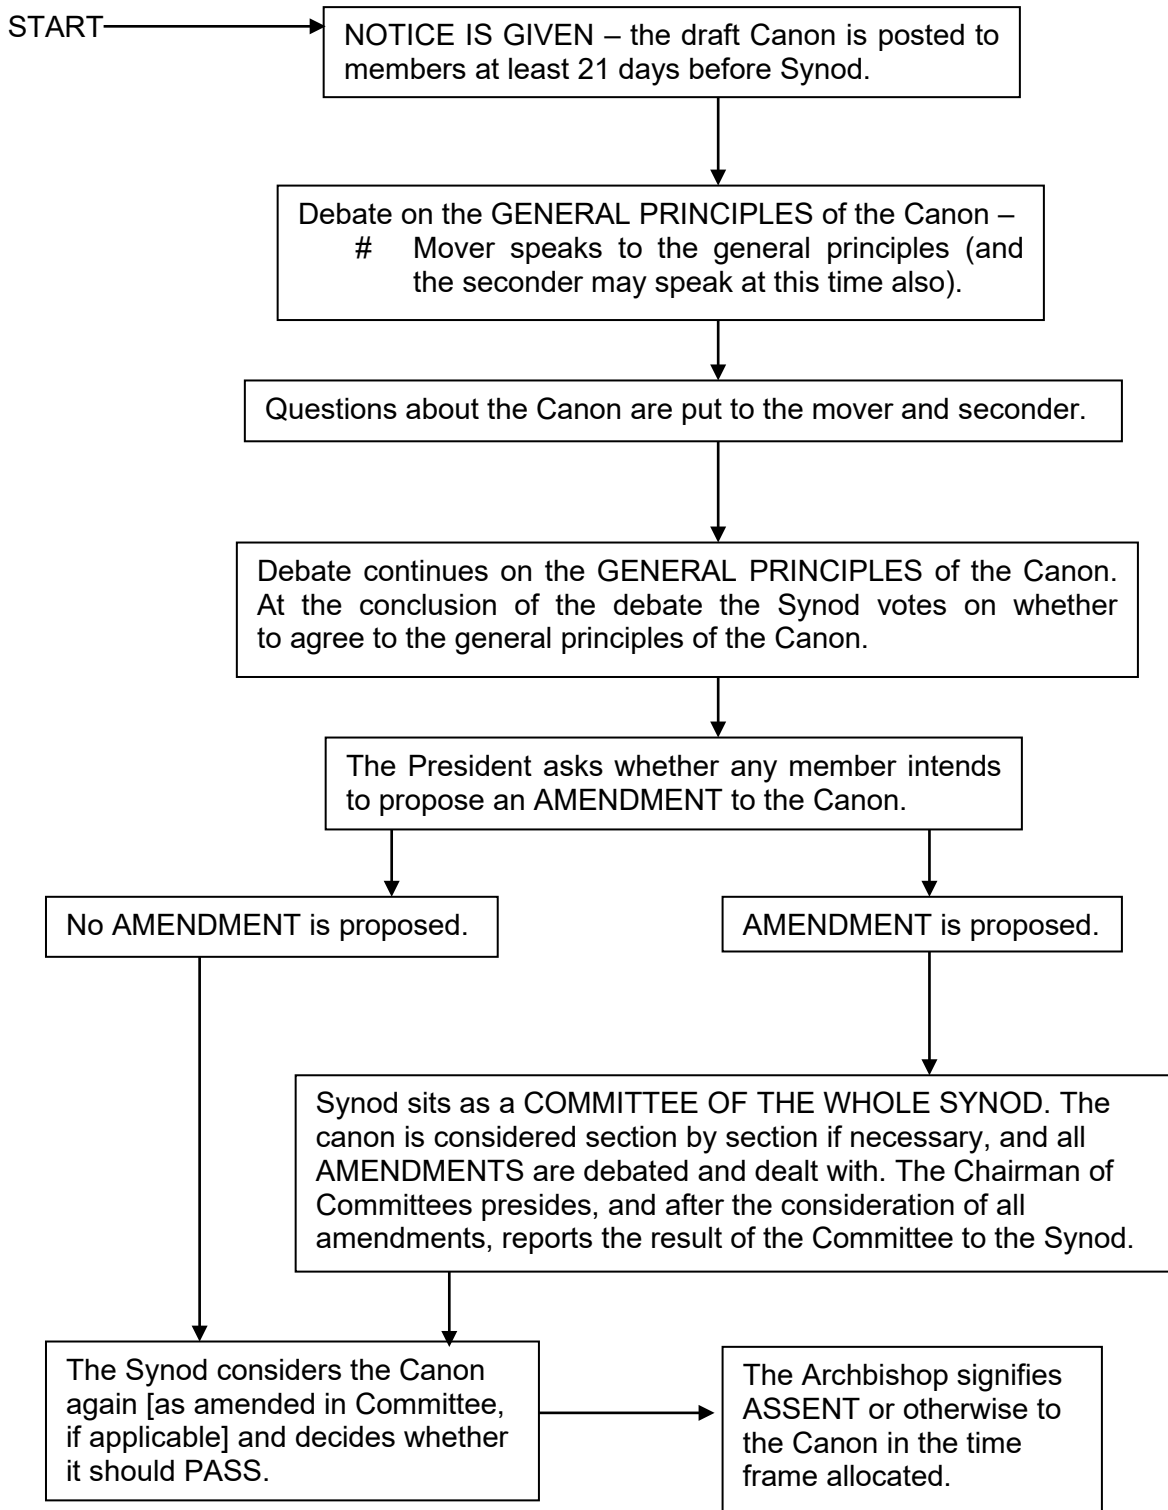 START
NOTICE IS GIVEN – the draft Canon is posted to
members at least 21 days before Synod.
Debate on the GENERAL PRINCIPLES of the Canon –
# Mover speaks to the general principles (and
the seconder may speak at this time also).
Questions about the Canon are put to the mover and seconder.
Debate continues on the GENERAL PRINCIPLES of the Canon.
At the conclusion of the debate the Synod votes on whether
to agree to the general principles of the Canon.
The President asks whether any member intends
to propose an AMENDMENT to the Canon.
No AMENDMENT is proposed.
AMENDMENT is proposed.
Synod sits as a COMMITTEE OF THE WHOLE SYNOD. The
canon is considered section by section if necessary, and all
AMENDMENTS are debated and dealt with. The Chairman of
Committees presides, and after the consideration of all
amendments, reports the result of the Committee to the Synod.
The Synod considers the Canon
again [as amended in Committee,
if applicable] and decides whether
it should PASS.
The Archbishop signifies
ASSENT or otherwise to
the Canon in the time
frame allocated.